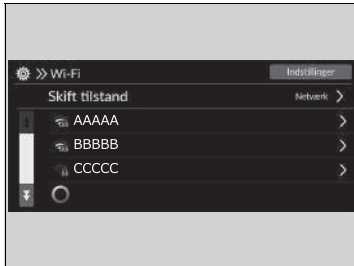 Wi-Fi
Indstillinger
Skift tilstand
Netværk
AAAAA
BBBBB
CCCCC